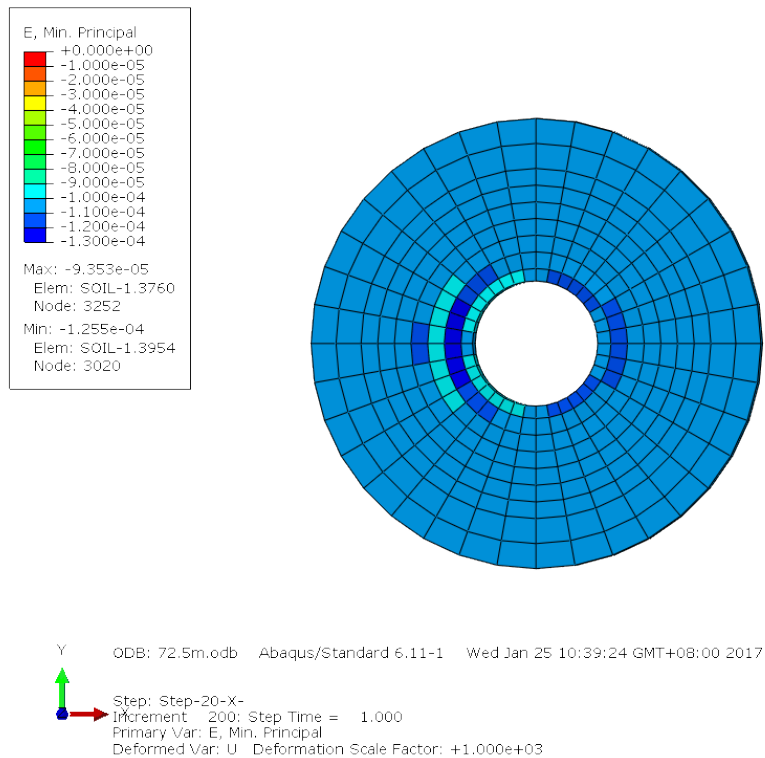 E, Min. Principal
+0.000e+00
-1.000e-05
-2.000e-05
-3.000e-05
-4.000e-05
-5.000e-05
-6.000e-05
-7.000e-05
-8.000e-05
-9.000e-05
-1.000e-04
-1.100e-04
-1.200e-04
-1.300e-04
Max: -9.353e-05
Elem: SOIL-1.3760
Node: 3252
Min: -1.255e-04
Elem: SOIL-1.3954
Node: 3020
Y
X
ODB: 72.5m.odb Abaqus/Standard 6.11-1 Wed Jan 25 10:39:24 GMT+08:00 2017
Step: Step-20-X-
Increment 200: Step Time = 1.000
Primary Var: E, Min. Principal
Deformed Var: U Deformation Scale Factor: +1.000e+03